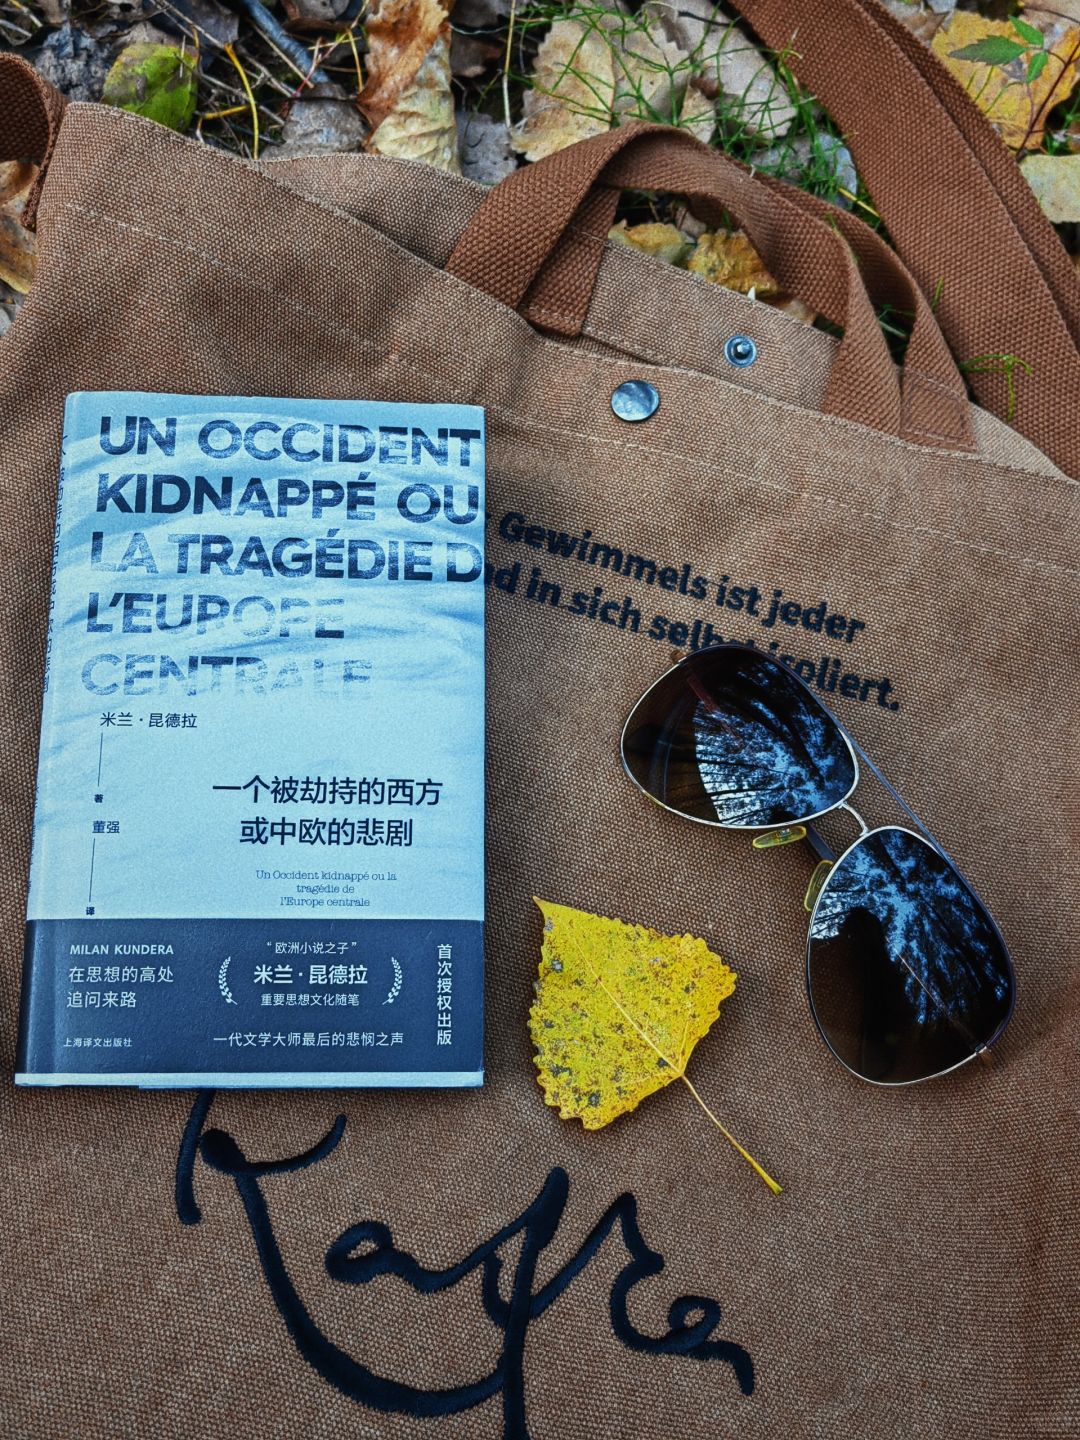 UN OCCIDENT
KIDNAPPÉ OU
LA TRAGÉDIE D
L'EUROPE
CENTRALE
米兰·昆德拉
著
董强
译
一个被劫持的西方
或中欧的悲剧
Un Occident kidnappé ou la
tragédie de
l'Europe centrale
MILAN KUNDERA
在思想的高处
追问来路
上海译文出版社
“欧洲小说之子”
米兰·昆德拉
重要思想文化随笔
一代文学大师最后的悲悯之声
首次授权出版
Gewimmels ist jeder
in sich selbst isoliert.
Kafka